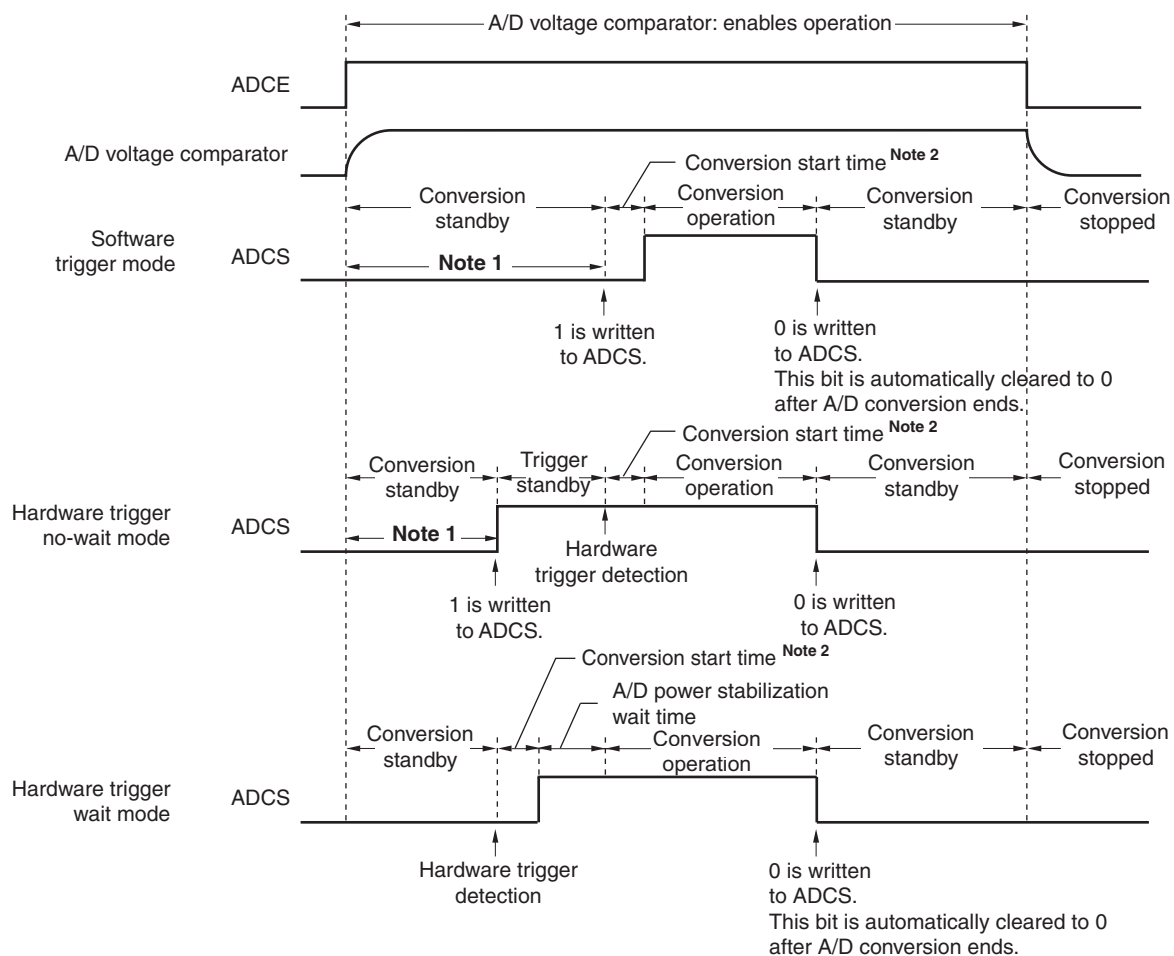 A/D voltage comparator: enables operation
ADCE
A/D voltage comparator
Conversion start time Note 2
Conversion
standby
Conversion
operation
Conversion
standby
Conversion
stopped
Software
trigger mode
ADCS
Note 1
1 is written
to ADCS.
0 is written
to ADCS.
This bit is automatically cleared to 0
after A/D conversion ends.
Conversion start time Note 2
Conversion
standby
Trigger
standby
Conversion
operation
Conversion
standby
Conversion
stopped
Hardware trigger
no-wait mode
ADCS
Note 1
Hardware
trigger detection
1 is written
to ADCS.
0 is written
to ADCS.
Conversion start time Note 2
A/D power stabilization
wait time
Conversion
standby
Conversion
operation
Conversion
standby
Conversion
stopped
Hardware trigger
wait mode
ADCS
Hardware trigger
detection
0 is written
to ADCS.
This bit is automatically cleared to 0
after A/D conversion ends.